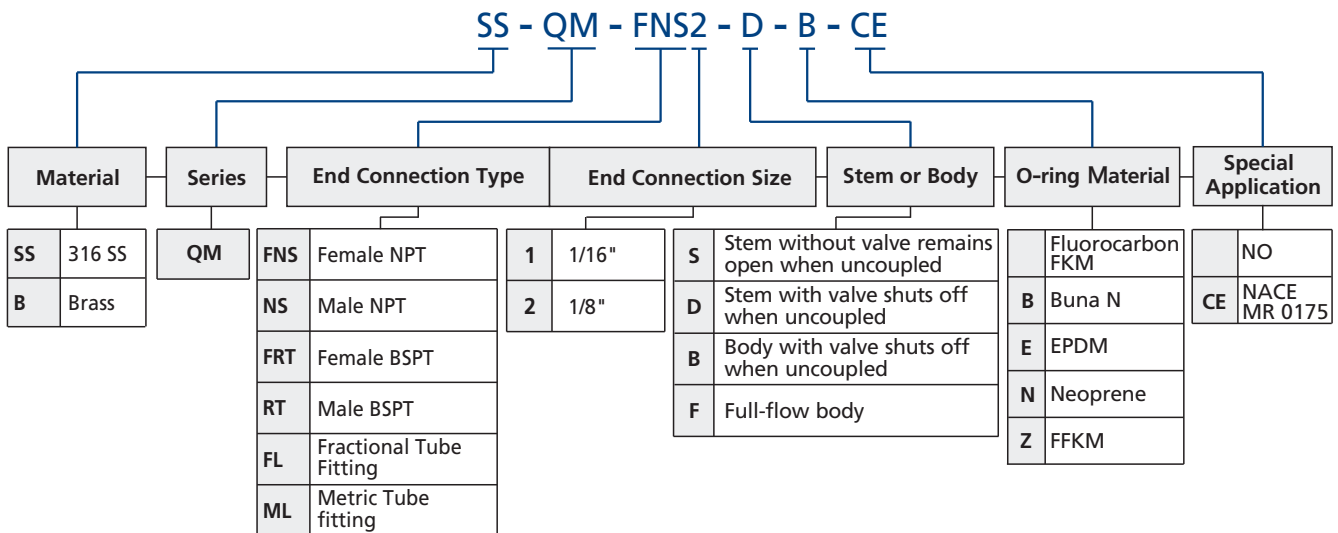 SS - QM - FNS2 - D - B - CE
Material
Series
End Connection Type
End Connection Size
Stem or Body
O-ring Material
Special
Application
SS 316 SS
B Brass
QM
FNS Female NPT
NS Male NPT
FRT Female BSPT
RT Male BSPT
FL Fractional Tube
Fitting
ML Metric Tube
fitting
1 1/16"
2 1/8"
S Stem without valve remains
open when uncoupled
D Stem with valve shuts off
when uncoupled
B Body with valve shuts off
when uncoupled
F Full-flow body
Fluorocarbon
FKM
B Buna N
E EPDM
N Neoprene
Z FFKM
NO
CE NACE
MR 0175